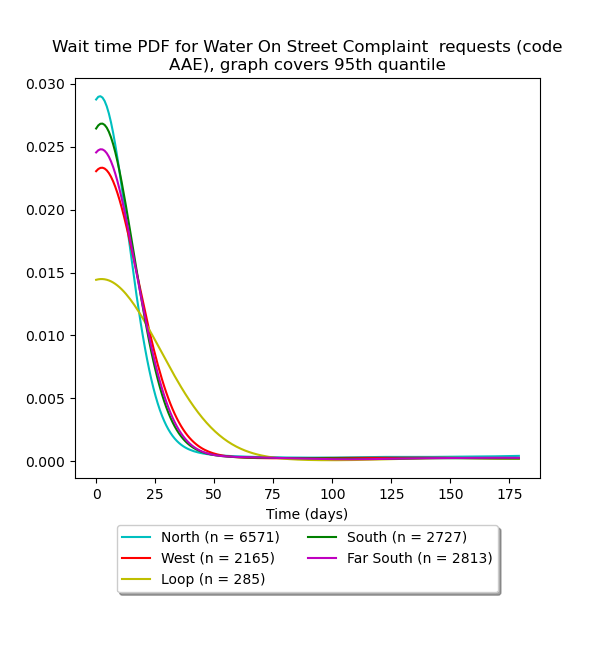 Wait time PDF for Water On Street Complaint  requests (code
AAE), graph covers 95th quantile
0.030
0.025
0.020
0.015
0.010
0.005
0.000
0 25 50 75 100 125 150 175
Time (days)
North (n = 6571)
West (n = 2165)
Loop (n = 285)
South (n = 2727)
Far South (n = 2813)